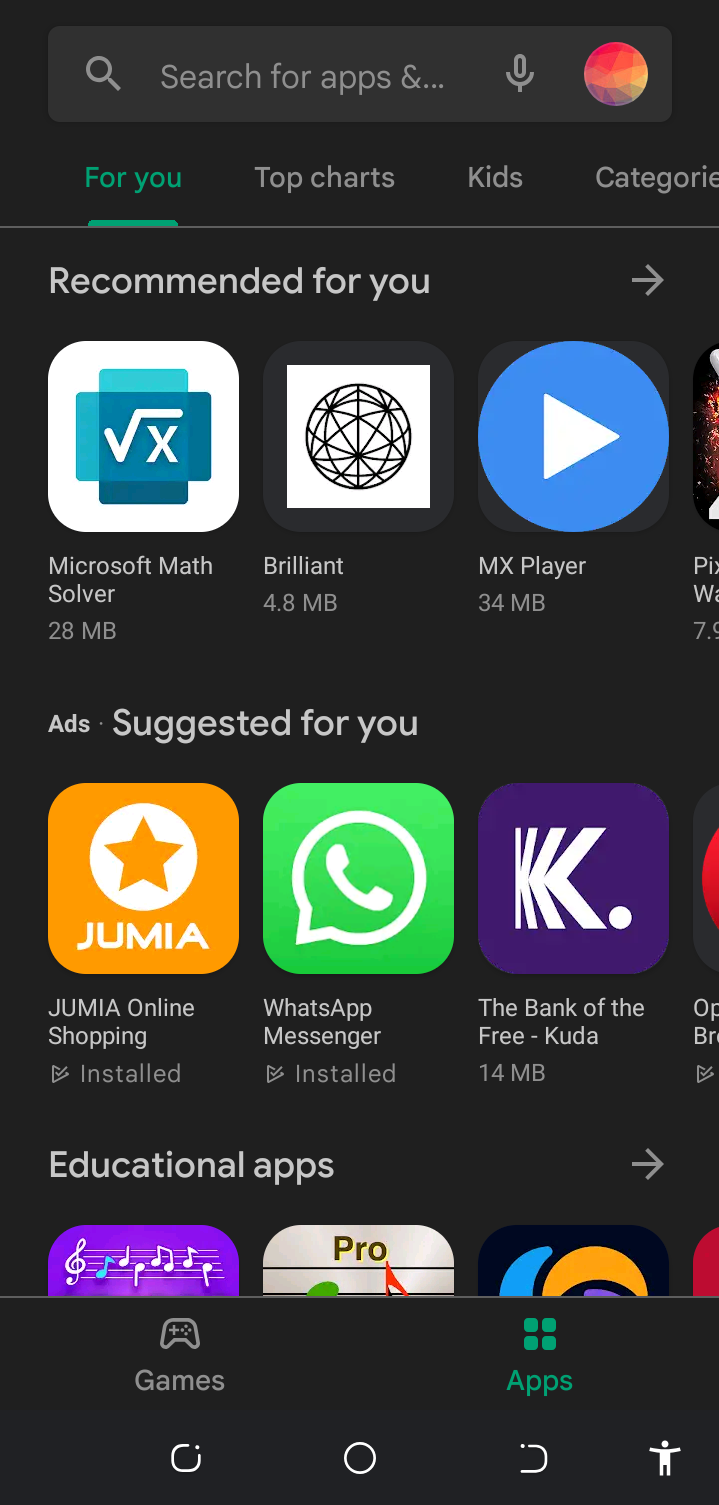 Search for apps &...
For you Top charts Kids Categorie
Recommended for you
√x
Microsoft Math
Solver
28 MB
Brilliant
4.8 MB
MX Player
34 MB
Pix
Wa
7.9
Ads · Suggested for you
JUMIA
JUMIA Online
Shopping
Installed
WhatsApp
Messenger
Installed
K.
The Bank of the
Free - Kuda
14 MB
Op
Bro
Educational apps
Pro
Games
Apps